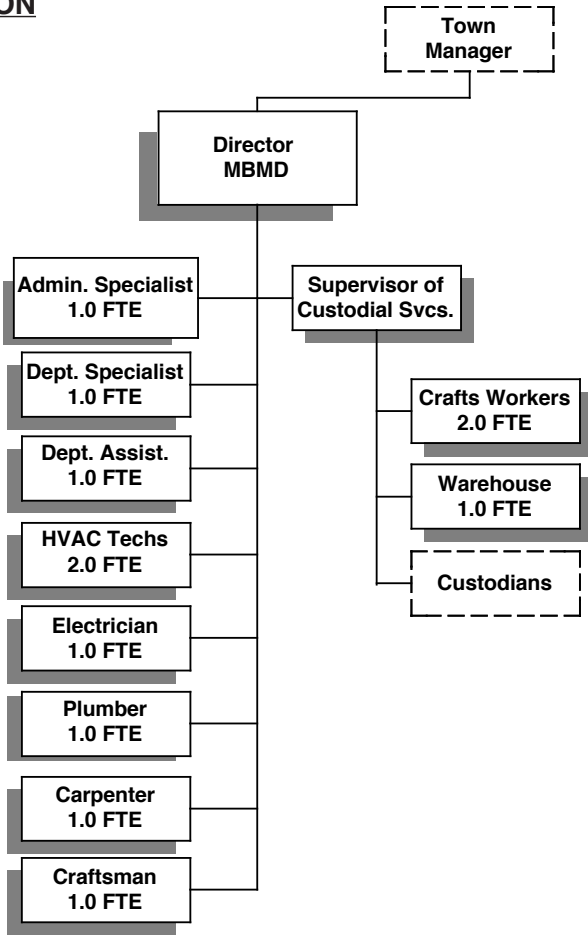 ON
Town
Manager
Director
MBMD
Admin. Specialist
1.0 FTE
Supervisor of
Custodial Svcs.
Dept. Specialist
1.0 FTE
Crafts Workers
2.0 FTE
Dept. Assist.
1.0 FTE
Warehouse
1.0 FTE
HVAC Techs
2.0 FTE
Custodians
Electrician
1.0 FTE
Plumber
1.0 FTE
Carpenter
1.0 FTE
Craftsman
1.0 FTE